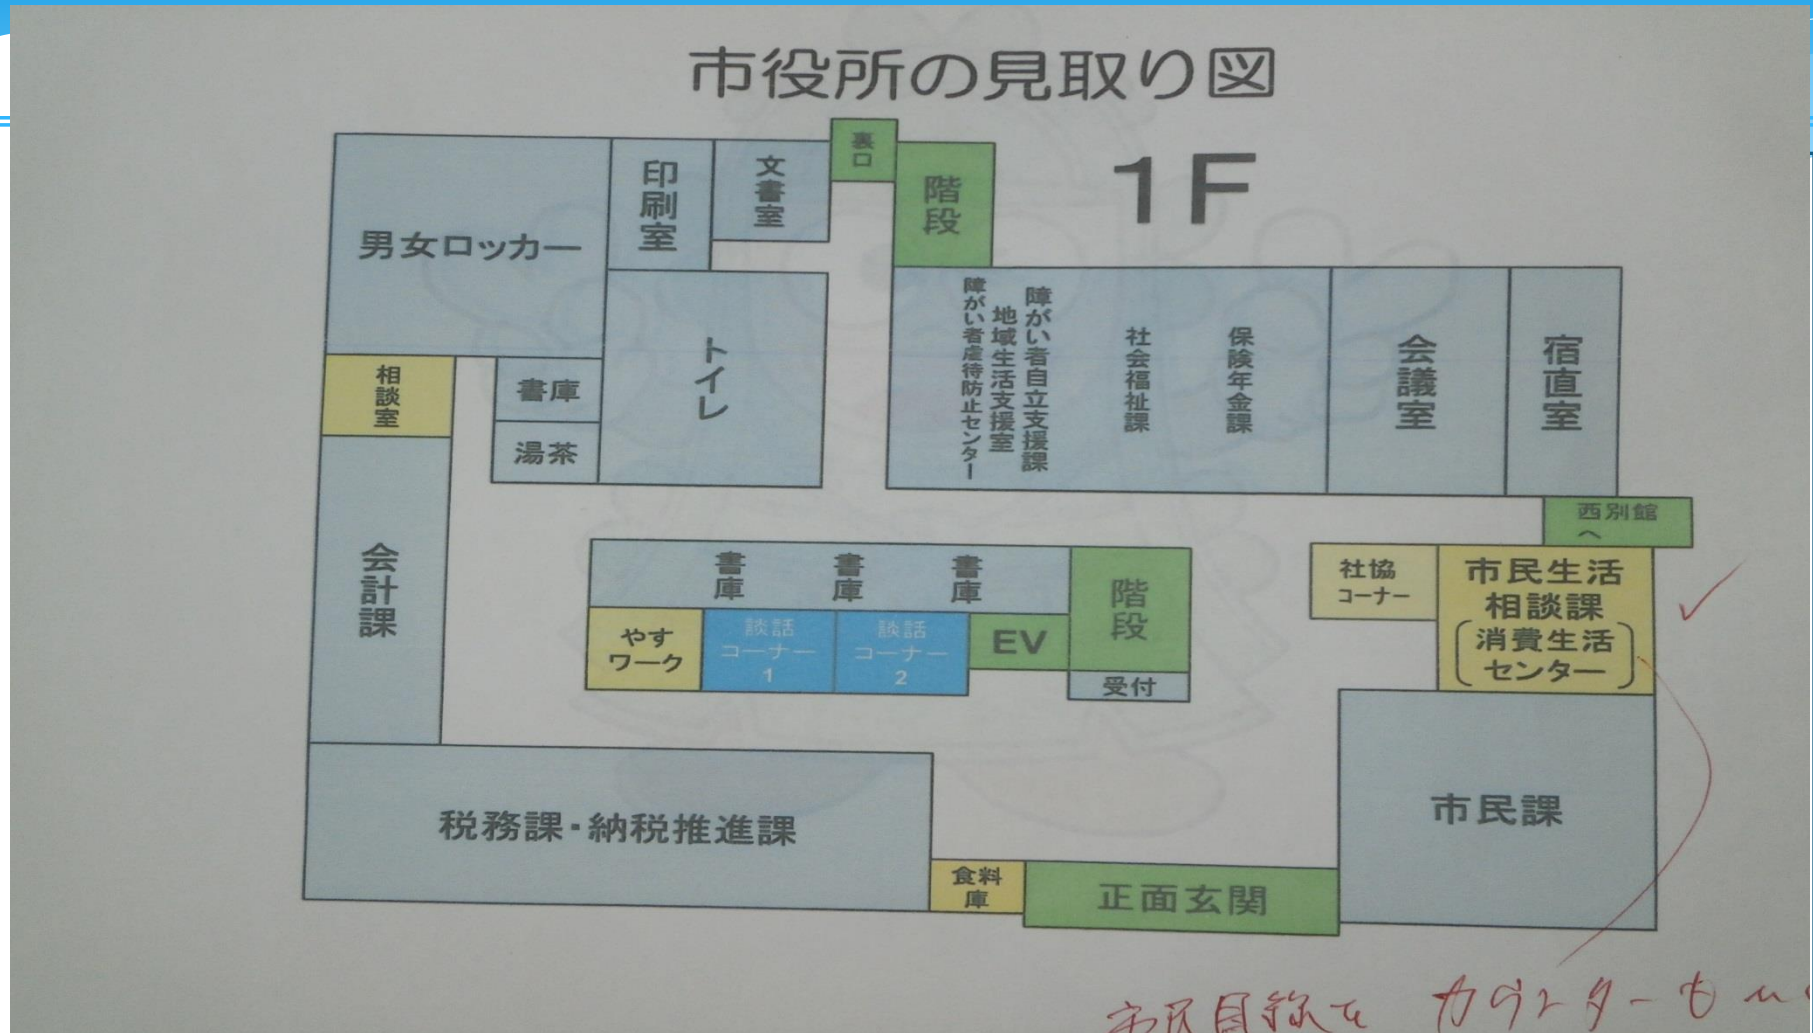 市役所の見取り図
1F
裏口
階段
男女ロッカー
印刷室
文書室
トイレ
障がい者自立支援課
地域生活支援室
障がい者虐待防止センター
社会福祉課
保険年金課
会議室
宿直室
相談室
書庫
湯茶
西別館
へ
会計課
書庫
書庫
書庫
階段
社協
コーナー
市民生活
相談課
(消費生活
センター)
やす
ワーク
談話
コーナー
1
談話
コーナー
2
EV
受付
税務課・納税推進課
市民課
食料
庫
正面玄関
カウンターも